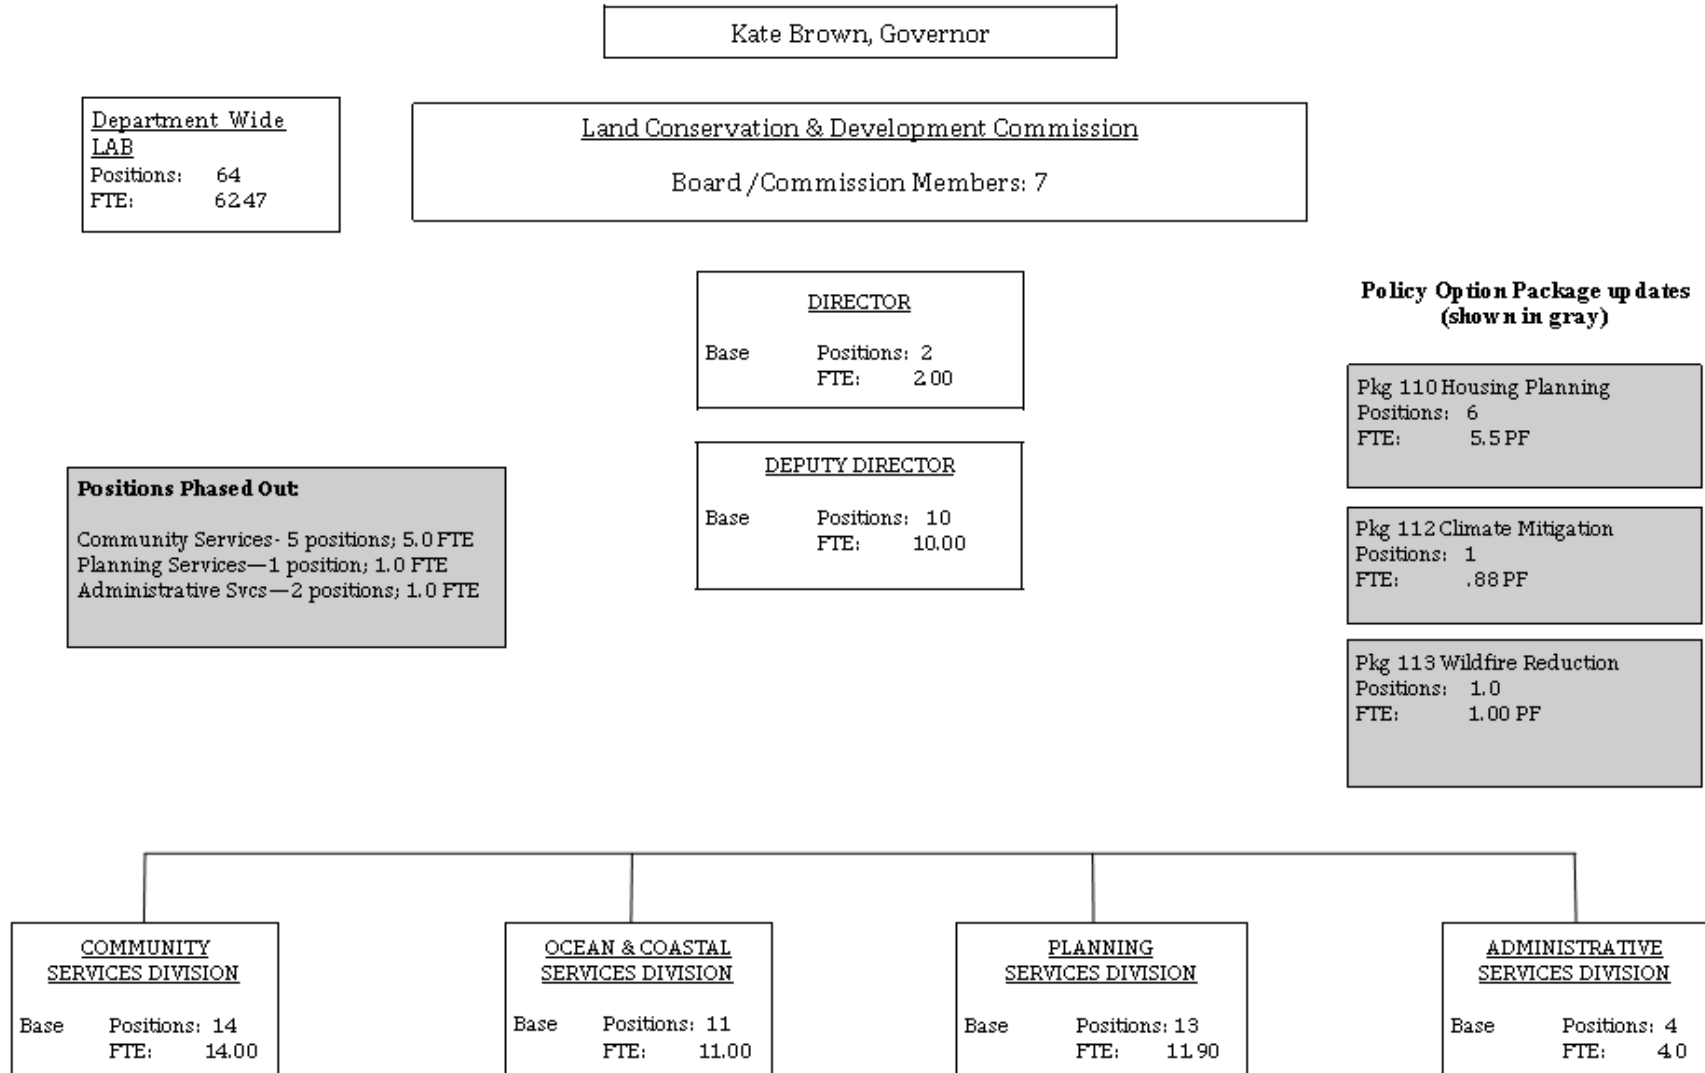 Kate Brown, Governor
Department Wide
LAB
Positions: 64
FTE: 62.47
Land Conservation & Development Commission
Board /Commission Members: 7
DIRECTOR
Base Positions: 2
FTE: 2.00
Policy Option Package updates
(shown in gray)
Pkg 110 Housing Planning
Positions: 6
FTE: 5.5 PF
DEPUTY DIRECTOR
Base Positions: 10
FTE: 10.00
Positions Phased Out:
Community Services- 5 positions; 5.0 FTE
Planning Services—1 position; 1.0 FTE
Administrative Svcs—2 positions; 1.0 FTE
Pkg 112 Climate Mitigation
Positions: 1
FTE: .88 PF
Pkg 113 Wildfire Reduction
Positions: 1.0
FTE: 1.00 PF
COMMUNITY
SERVICES DIVISION
Base Positions: 14
FTE: 14.00
OCEAN & COASTAL
SERVICES DIVISION
Base Positions: 11
FTE: 11.00
PLANNING
SERVICES DIVISION
Base Positions: 13
FTE: 11.90
ADMINISTRATIVE
SERVICES DIVISION
Base Positions: 4
FTE: 4.0